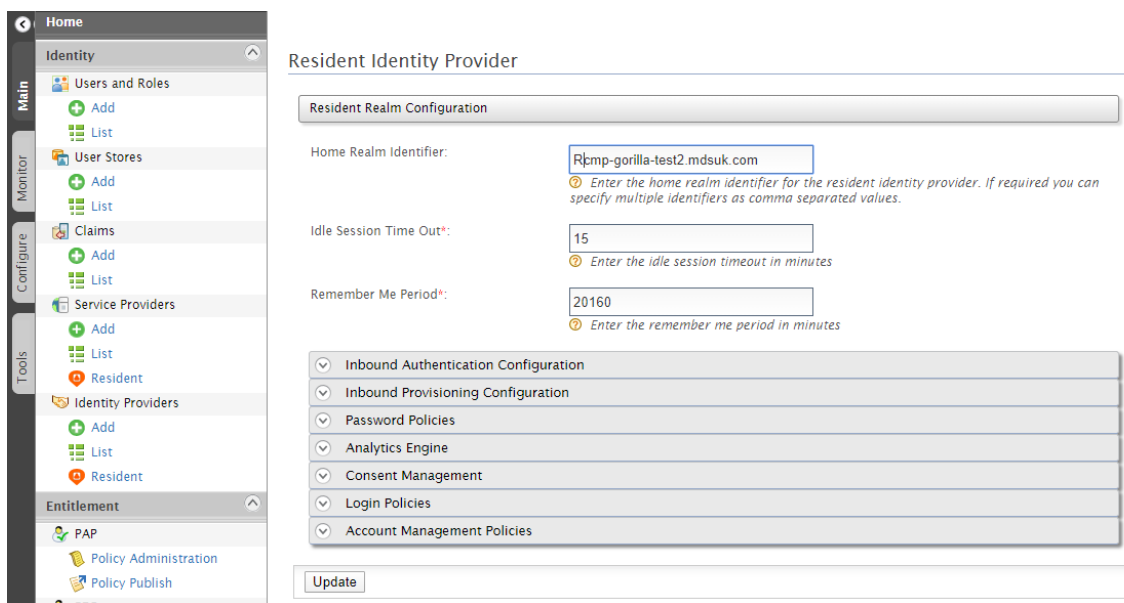 Home
Main
Monitor
Configure
Tools
Identity
Users and Roles
Add
List
User Stores
Add
List
Claims
Add
List
Service Providers
Add
List
Resident
Identity Providers
Add
List
Resident
Entitlement
PAP
Policy Administration
Policy Publish
Resident Identity Provider
Resident Realm Configuration
Home Realm Identifier:
Rcmp-gorilla-test2.mdsuk.com
Enter the home realm identifier for the resident identity provider. If required you can
specify multiple identifiers as comma separated values.
Idle Session Time Out*:
15
Enter the idle session timeout in minutes
Remember Me Period*:
20160
Enter the remember me period in minutes
Inbound Authentication Configuration
Inbound Provisioning Configuration
Password Policies
Analytics Engine
Consent Management
Login Policies
Account Management Policies
Update